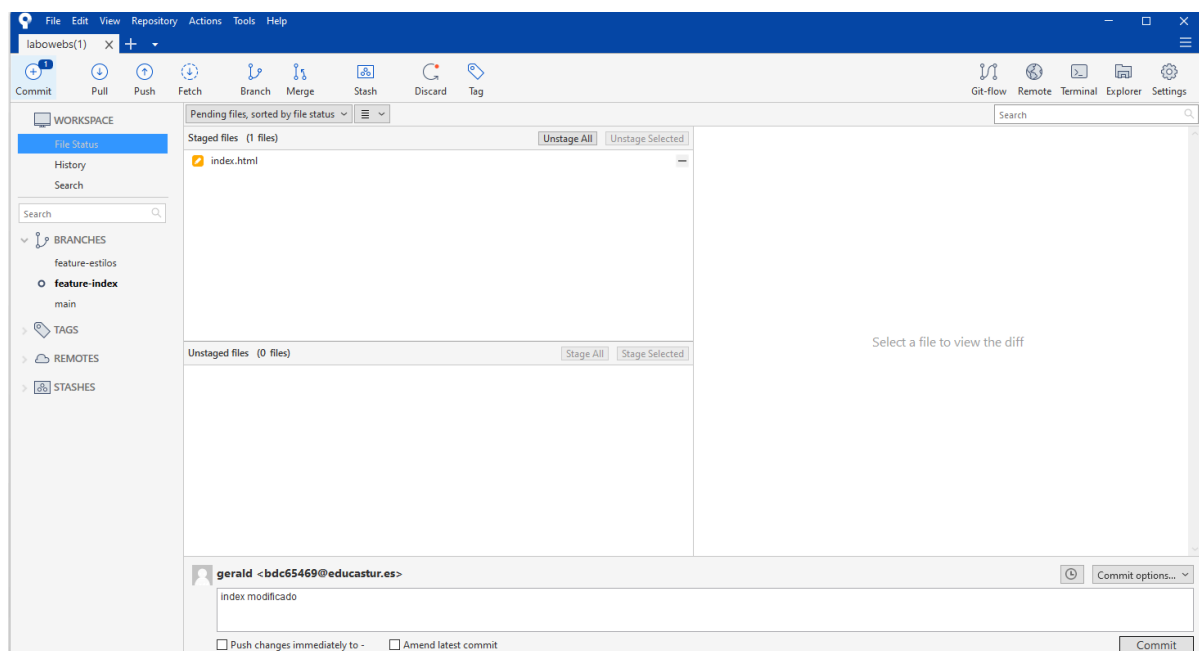 File Edit View Repository Actions Tools Help
labowebs(1)
1
Commit Pull Push Fetch Branch Merge Stash Discard Tag Git-flow Remote Terminal Explorer Settings
WORKSPACE
File Status
History
Search
Search
BRANCHES
feature-estilos
feature-index
main
TAGS
REMOTES
STASHES
Pending files, sorted by file status
Search
Staged files (1 files) Unstage All Unstage Selected
index.html
Unstaged files (0 files) Stage All Stage Selected
Select a file to view the diff
gerald <bdc65469@educastur.es> Commit options...
index modificado
Push changes immediately to - Amend latest commit Commit